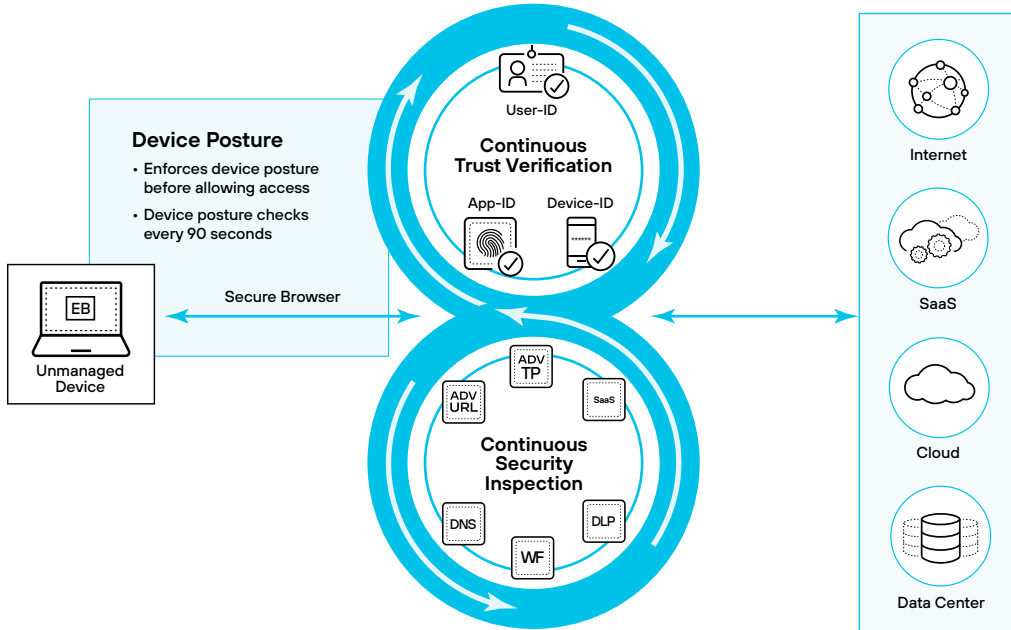 Device Posture
• Enforces device posture
before allowing access
• Device posture checks
every 90 seconds
EB
Unmanaged
Device
Secure Browser
User-ID
Continuous
Trust Verification
App-ID
Device-ID
******
ADV
TP
ADV
URL
SaaS
Continuous
Security
Inspection
DNS
DLP
WF
Internet
SaaS
Cloud
Data Center